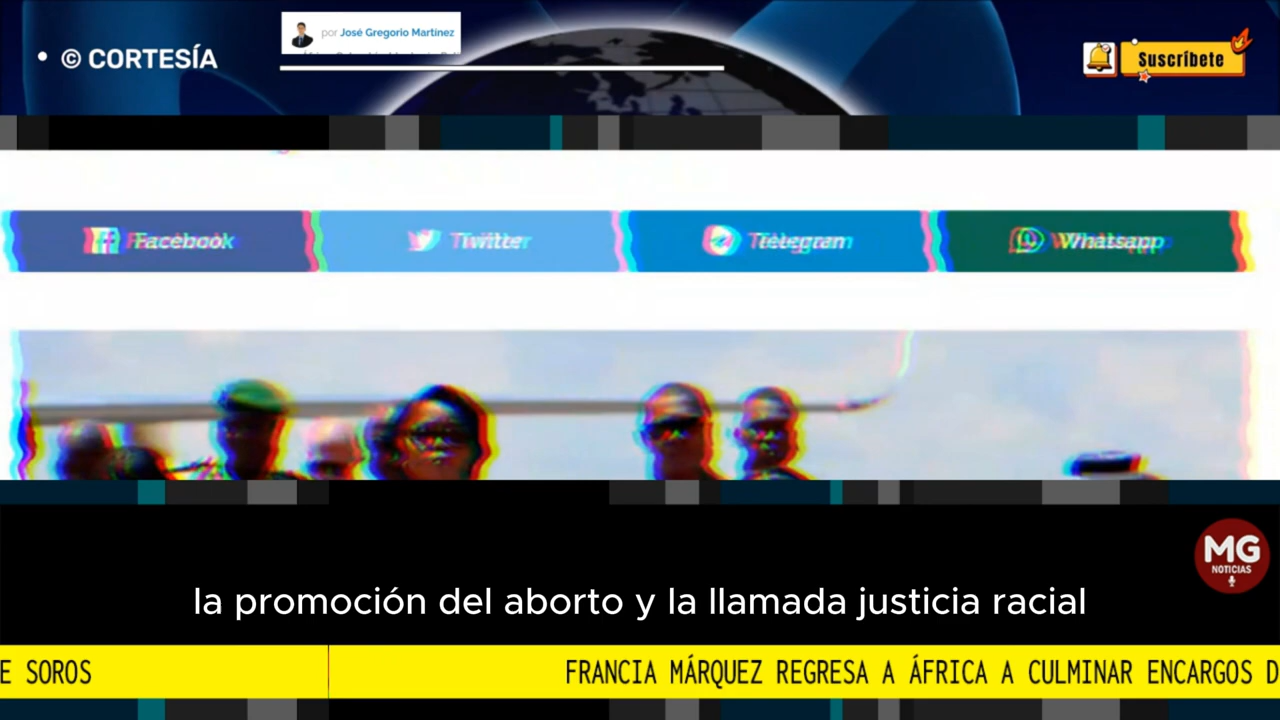 por José Gregorio Martínez
• © CORTESÍA
Suscríbete
Facebook
Twitter
Telegram
Whatsapp
MG
NOTICIAS
la promoción del aborto y la llamada justicia racial
E SOROS
FRANCIA MÁRQUEZ REGRESA A ÁFRICA A CULMINAR ENCARGOS D